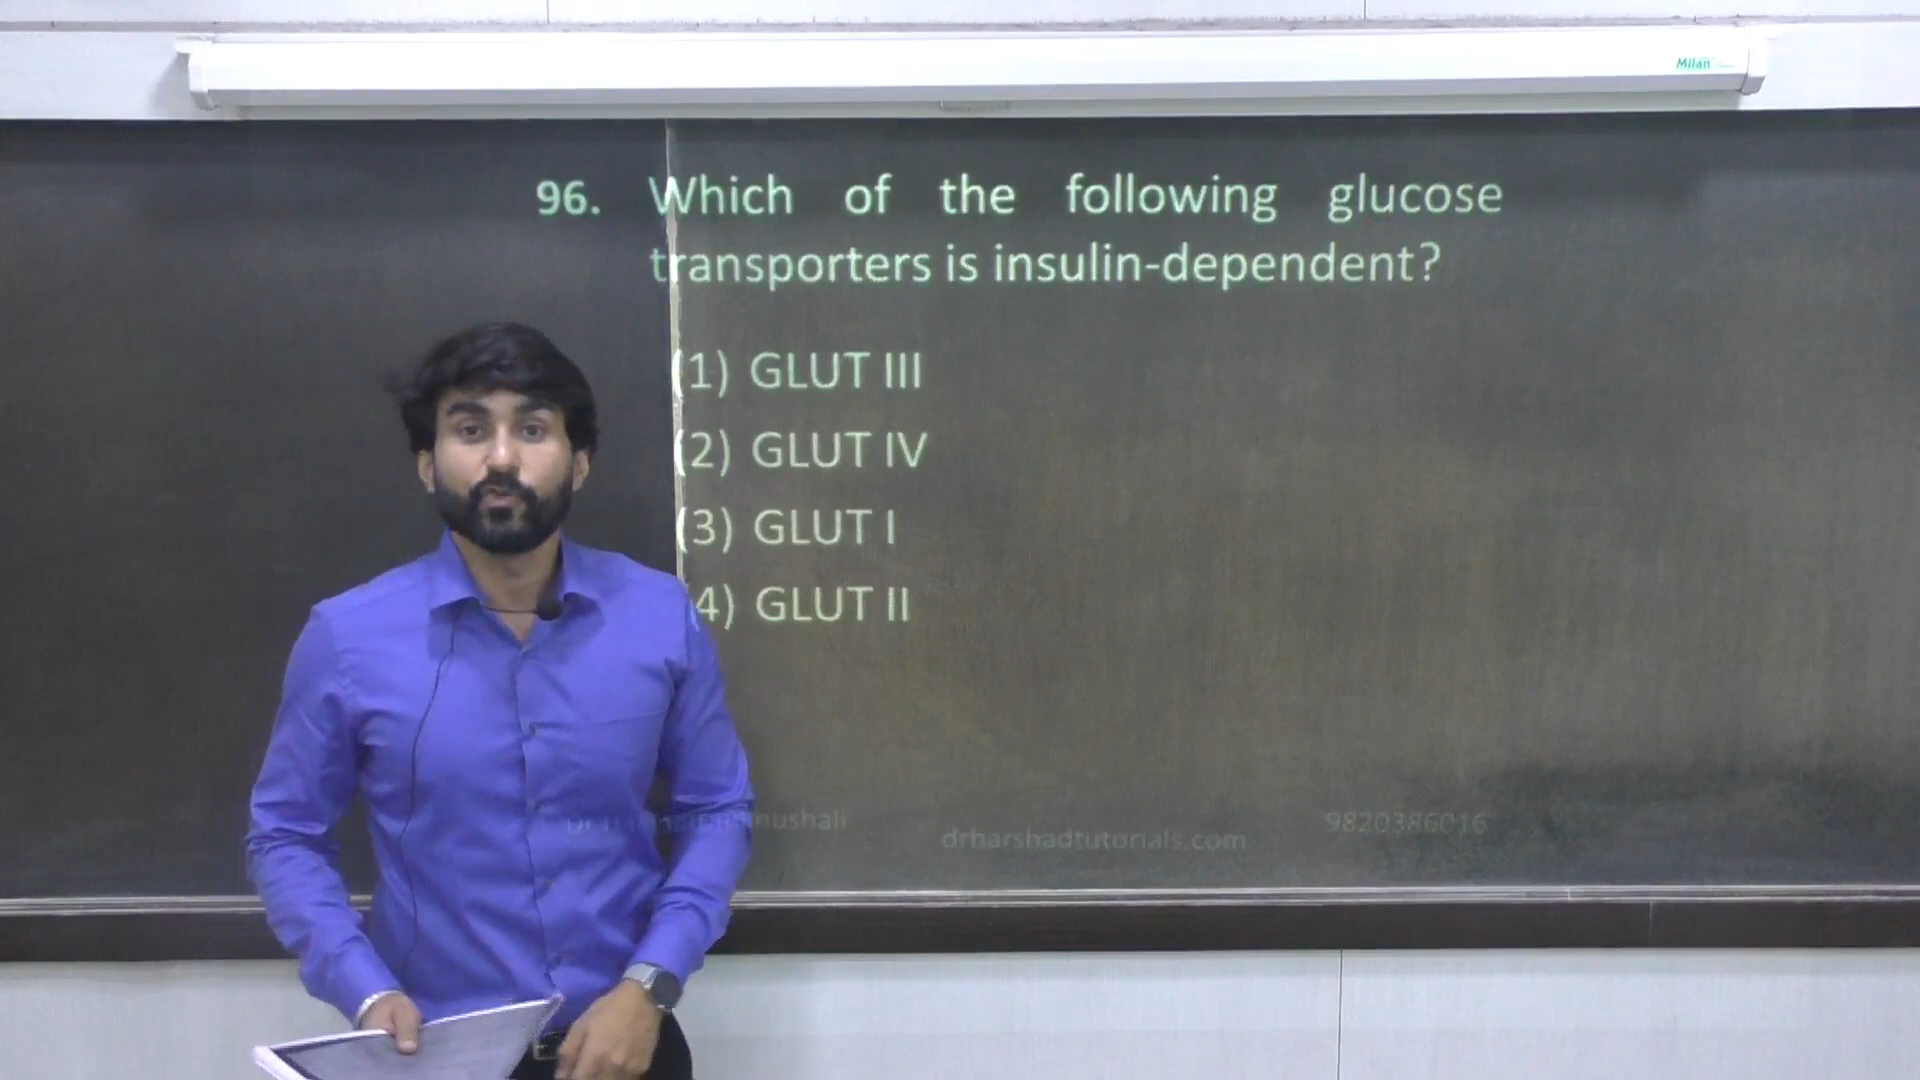 Milan
96. Which of the following glucose
transporters is insulin-dependent?
(1) GLUT III
(2) GLUT IV
(3) GLUT I
(4) GLUT II
drharshadtutorials.com
9820386016